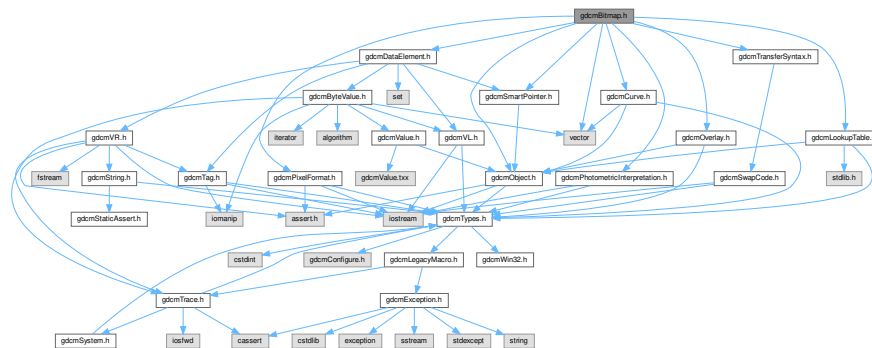 gdcmBitmap.h
gdcmDataElement.h
gdcmTransferSyntax.h
gdcmByteValue.h
set
gdcmSmartPointer.h
gdcmCurve.h
gdcmVR.h
iterator
algorithm
gdcmValue.h
gdcmVL.h
vector
gdcmOverlay.h
gdcmLookupTable.
fstream
gdcmString.h
gdcmTag.h
gdcmPixelFormat.h
gdcmValue.txx
gdcmObject.h
gdcmPhotometricInterpretation.h
gdcmSwapCode.h
stdlib.h
gdcmStaticAssert.h
iomanip
assert.h
iostream
gdcmTypes.h
cstdint
gdcmConfigure.h
gdcmLegacyMacro.h
gdcmWin32.h
gdcmTrace.h
gdcmException.h
gdcmSystem.h
iosfwd
cassert
cstdlib
exception
sstream
stdexcept
string